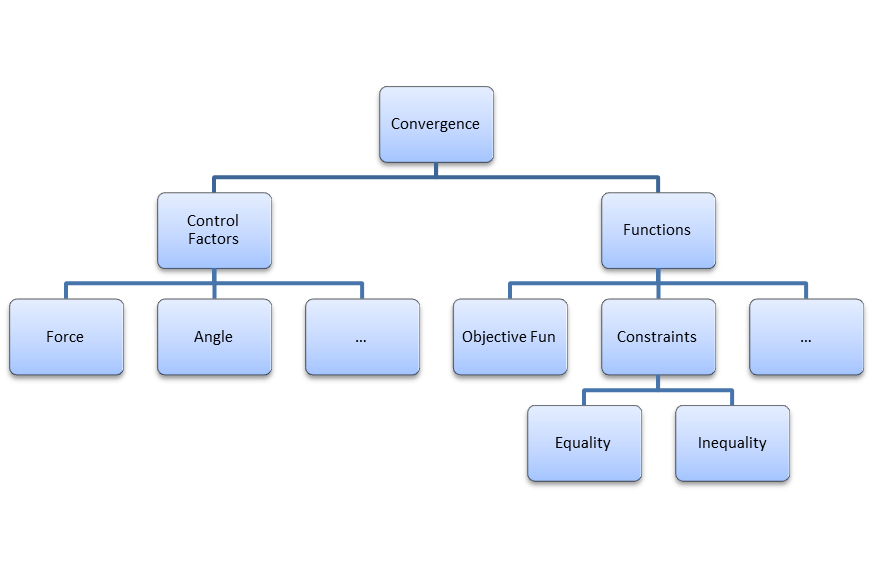 Convergence
Control
Factors
Functions
Force
Angle
...
Objective Fun
Constraints
...
Equality
Inequality